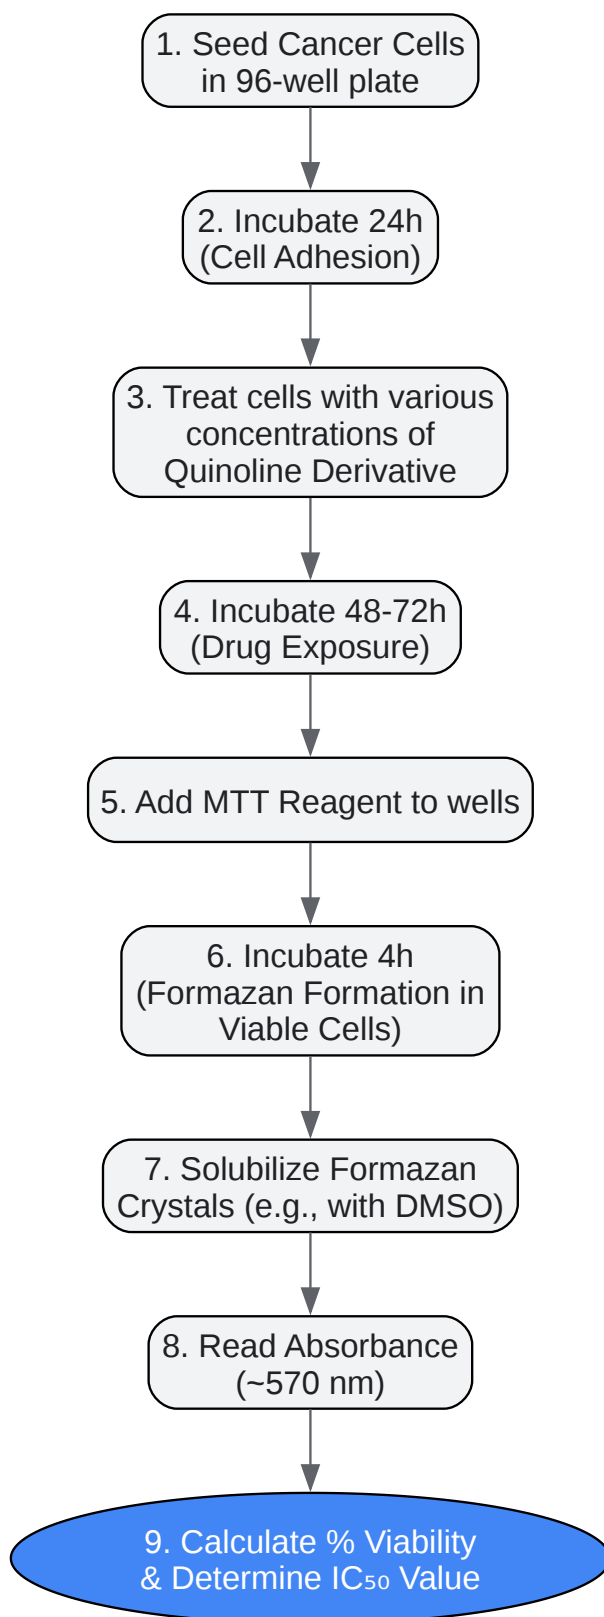 1. Seed Cancer Cells
in 96-well plate
2. Incubate 24h
(Cell Adhesion)
3. Treat cells with various
concentrations of
Quinoline Derivative
4. Incubate 48-72h
(Drug Exposure)
5. Add MTT Reagent to wells
6. Incubate 4h
(Formazan Formation in
Viable Cells)
7. Solubilize Formazan
Crystals (e.g., with DMSO)
8. Read Absorbance
(~570 nm)
9. Calculate % Viability
& Determine IC₅₀ Value